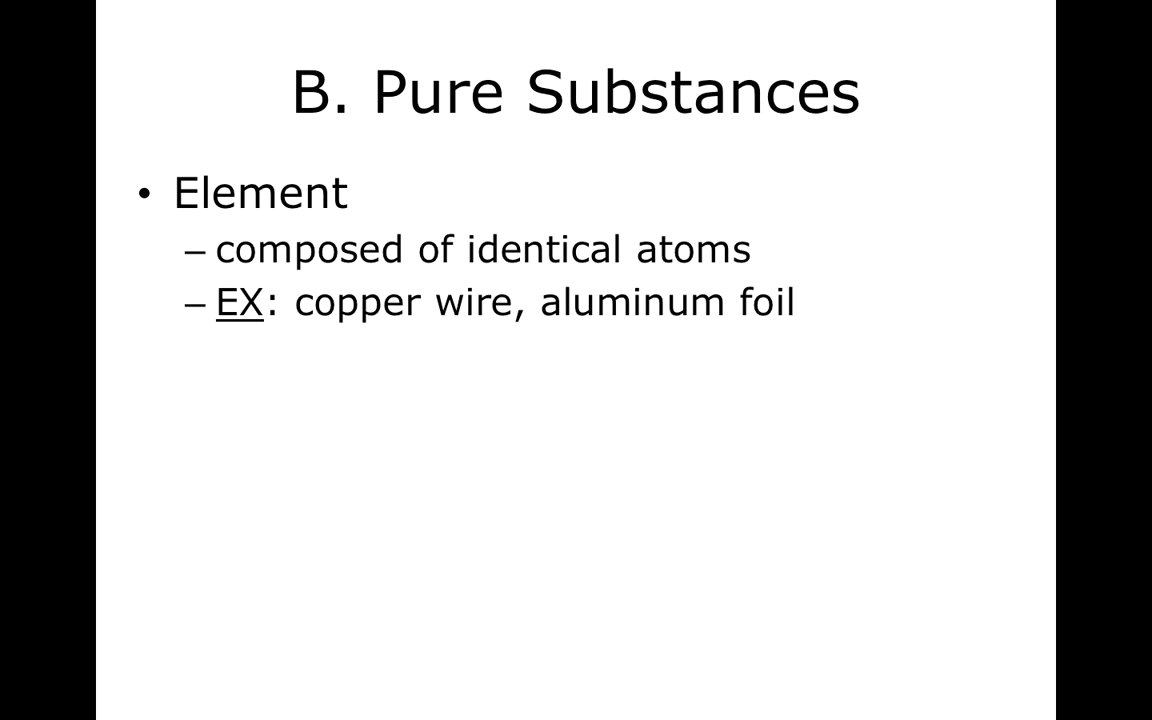 B. Pure Substances
• Element
– composed of identical atoms
– EX: copper wire, aluminum foil